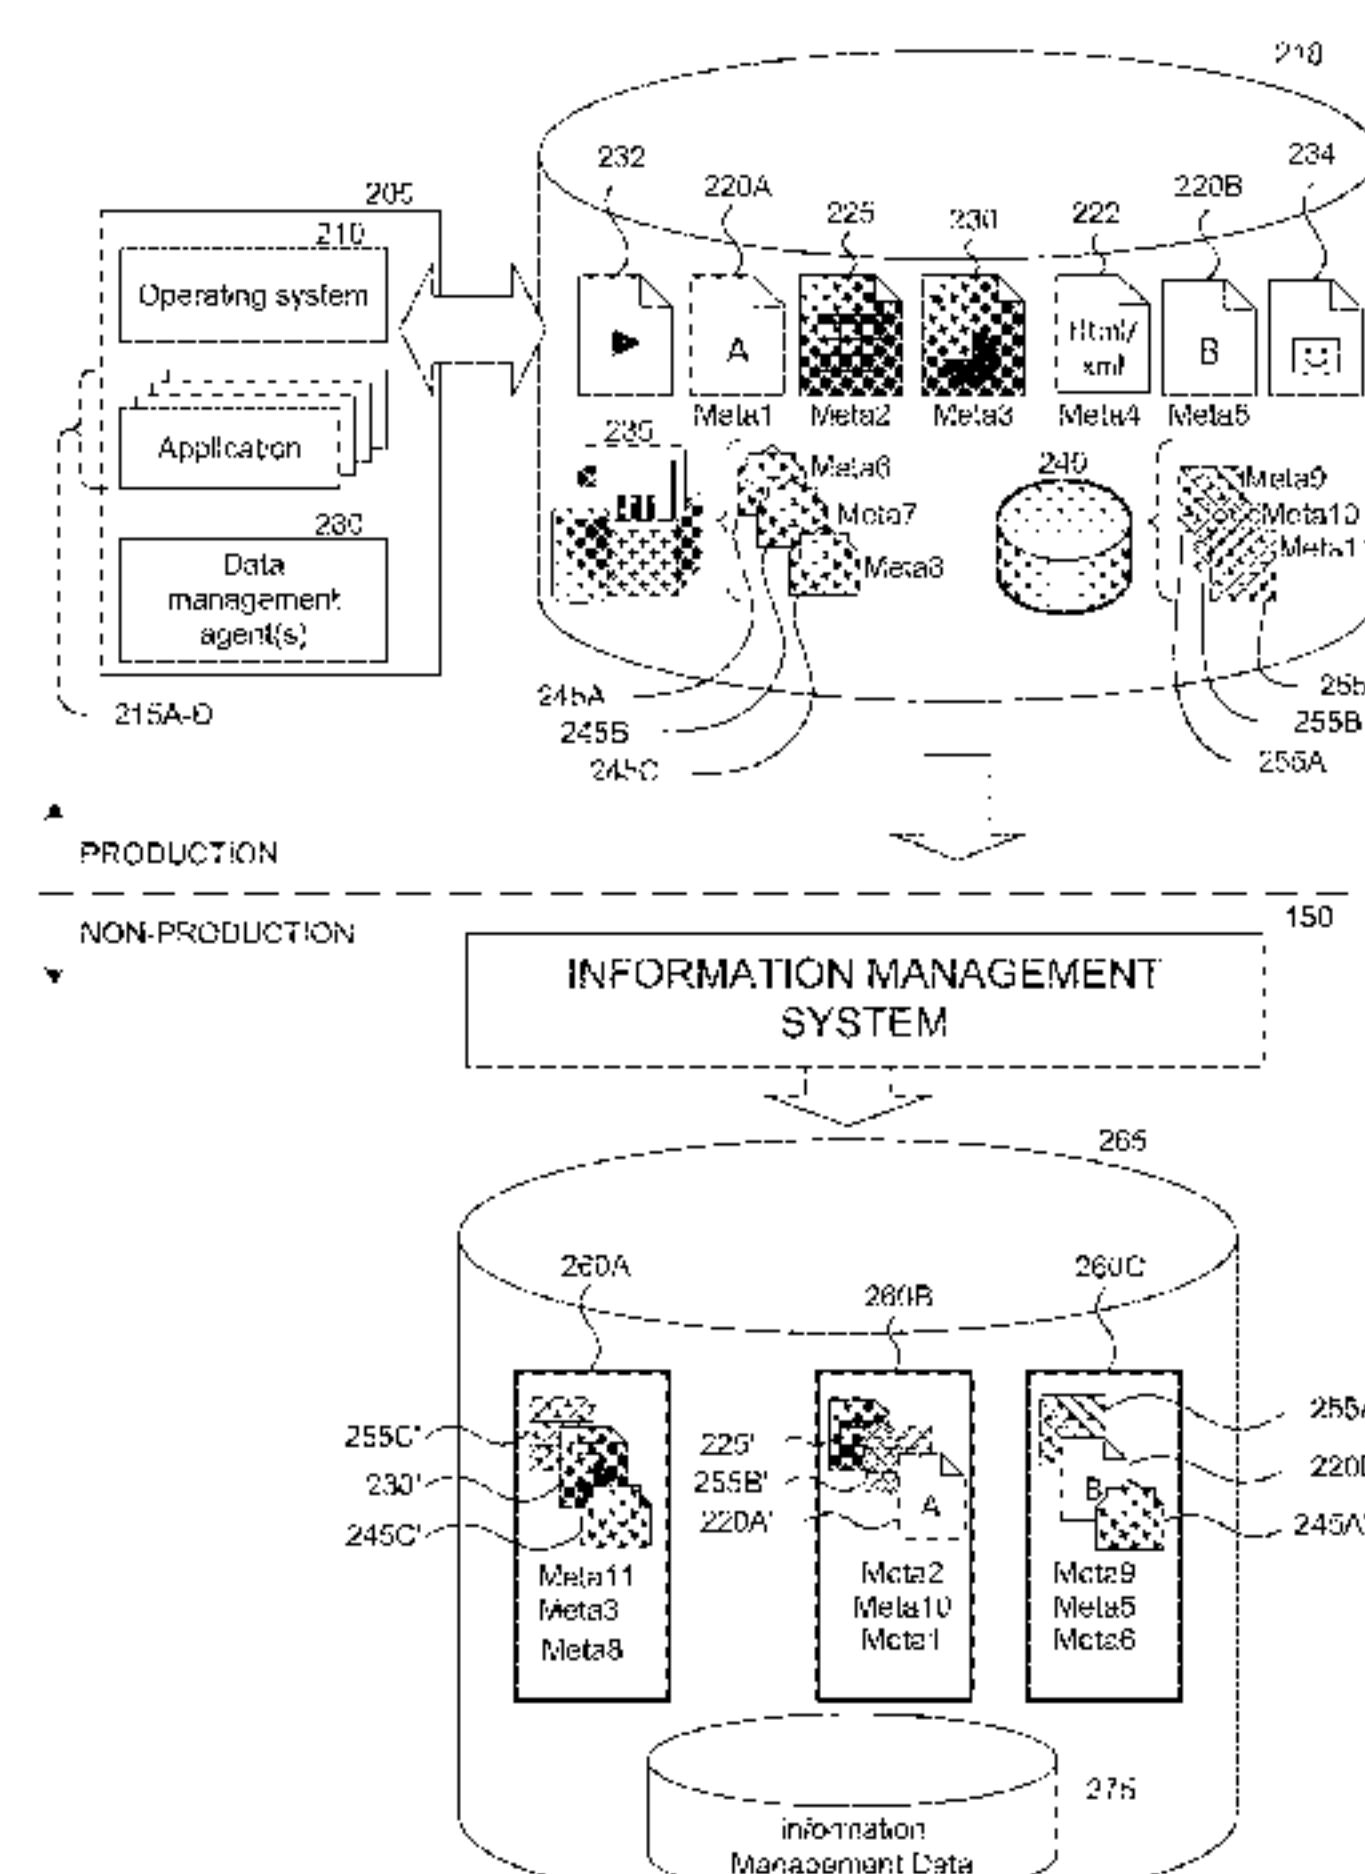 210
232
220A
225
230
222
220B
234
205
210
Operating system
A
Html/
xml
B
Meta1
Meta2
Meta3
Meta4
Meta5
Application
235
Meta6
Meta7
Meta8
240
Meta9
Meta10
230
Data
management
agent(s)
245A
245B
245C
255B
255A
215A-D
PRODUCTION
NON-PRODUCTION
150
INFORMATION MANAGEMENT
SYSTEM
265
260A
260B
260C
255C'
230'
245C'
225'
255B'
220A'
A
B
245A'
Meta11
Meta3
Meta8
Meta2
Meta10
Meta1
Meta9
Meta5
Meta6
275
Information
Management Data